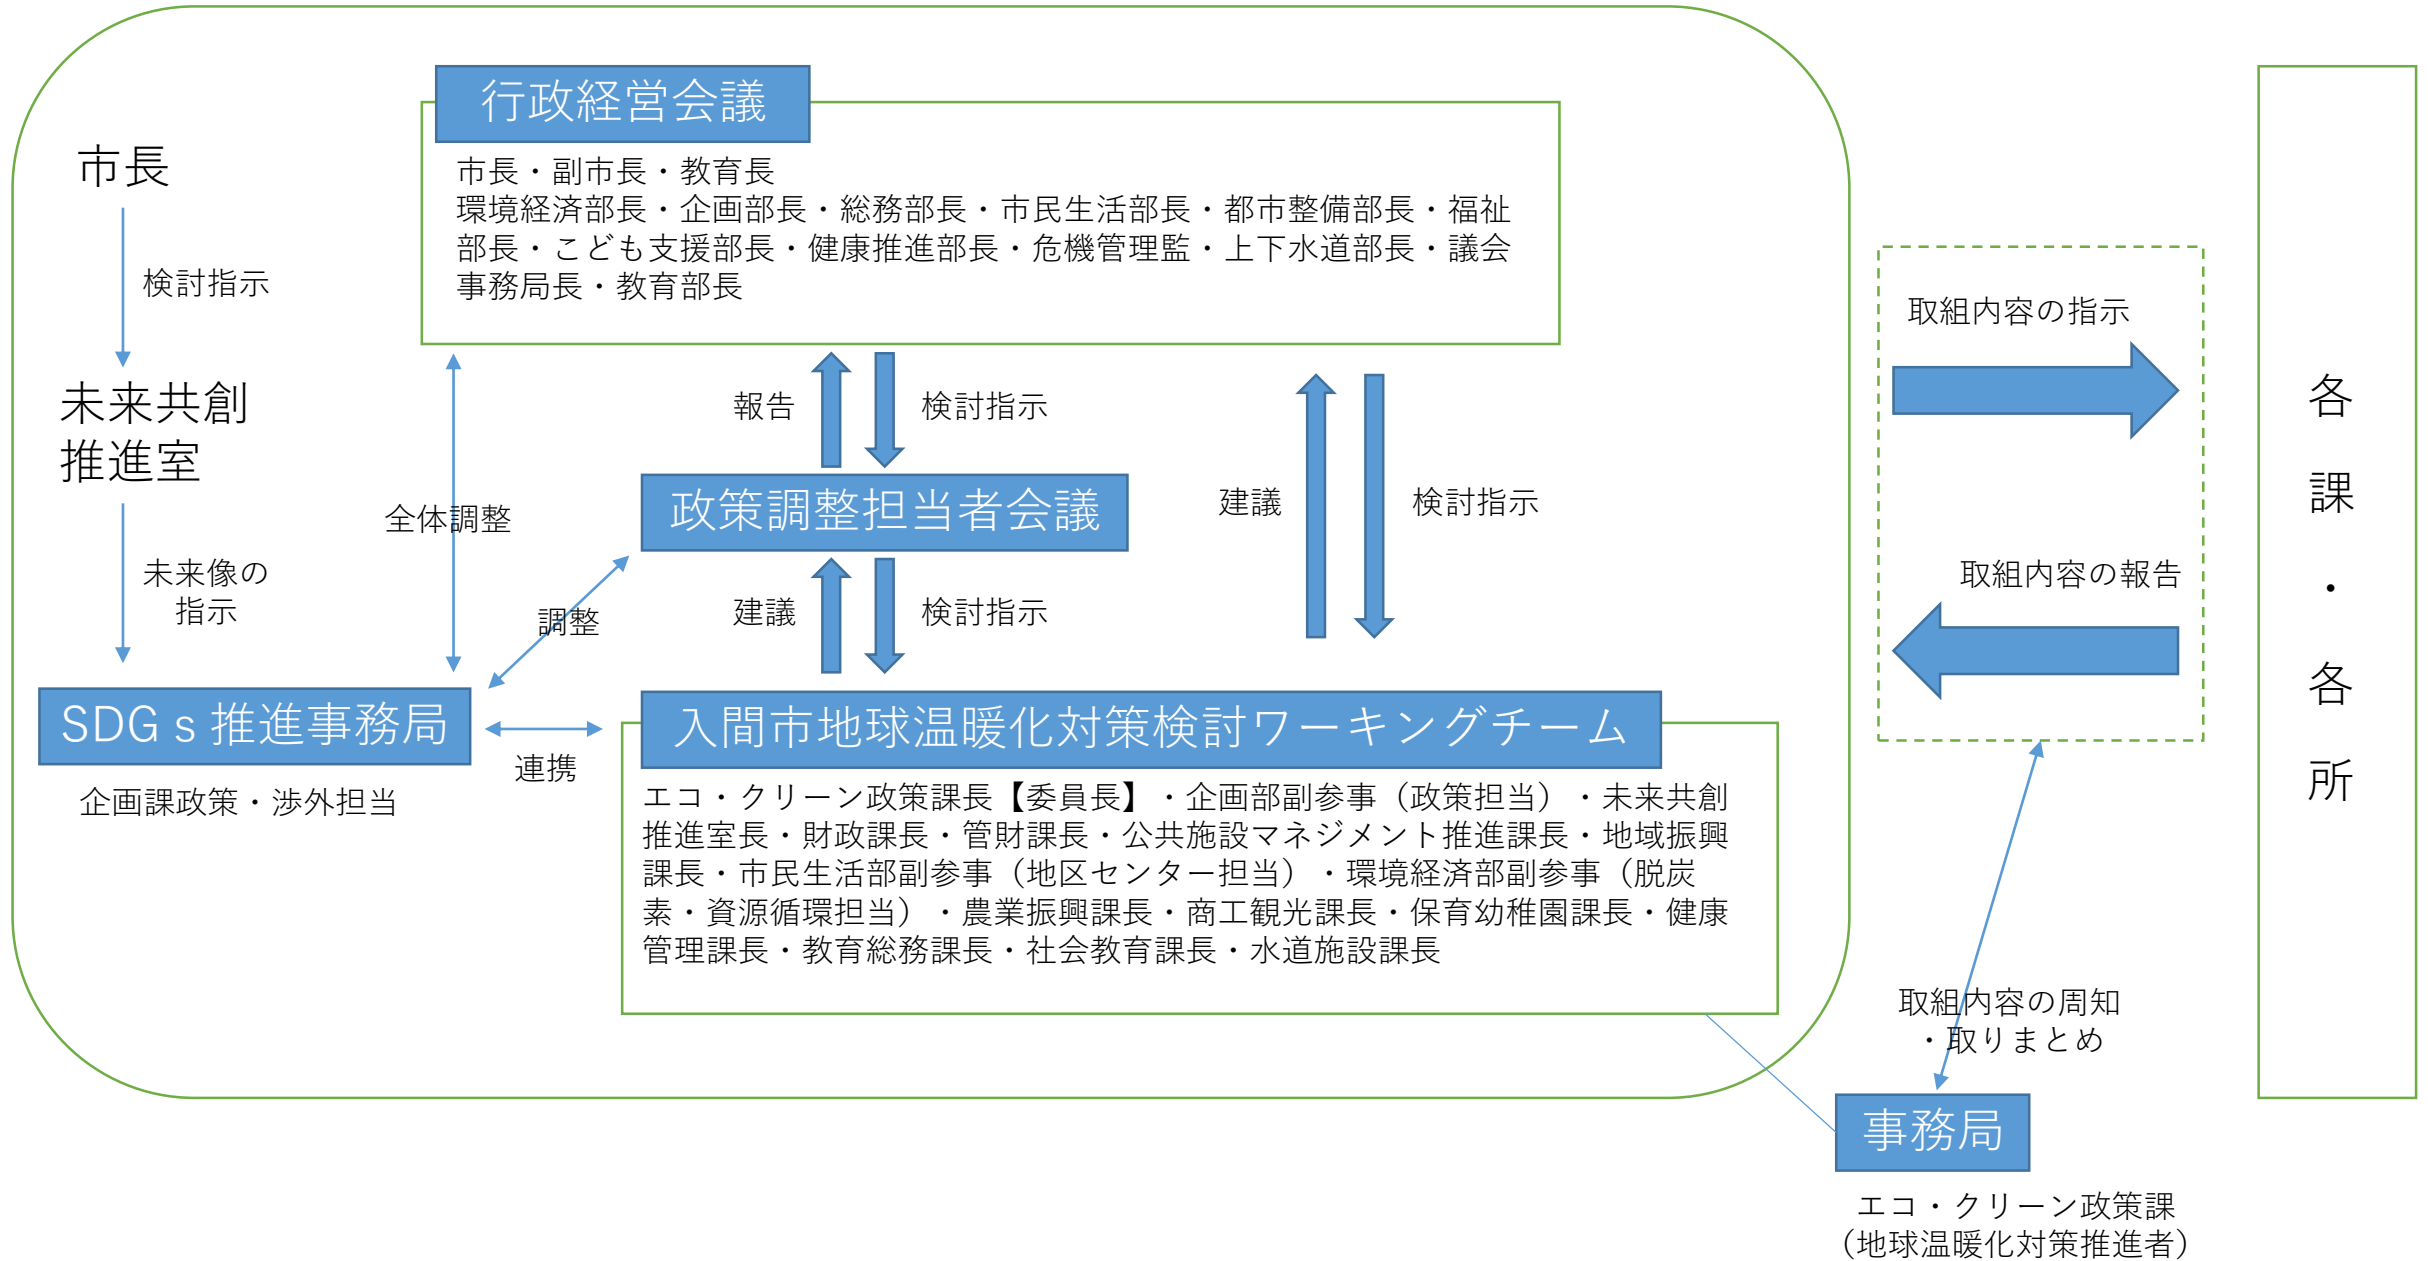 行政経営会議
市長・副市長・教育長
環境経済部長・企画部長・総務部長・市民生活部長・都市整備部長・福祉
部長・こども支援部長・健康推進部長・危機管理監・上下水道部長・議会
事務局長・教育部長
市長
検討指示
未来共創
推進室
未来像の
指示
全体調整
報告
検討指示
建議
検討指示
政策調整担当者会議
調整
建議
検討指示
SDGｓ推進事務局
企画課政策・渉外担当
連携
入間市地球温暖化対策検討ワーキングチーム
エコ・クリーン政策課長【委員長】・企画部副参事（政策担当）・未来共創
推進室長・財政課長・管財課長・公共施設マネジメント推進課長・地域振興
課長・市民生活部副参事（地区センター担当）・環境経済部副参事（脱炭
素・資源循環担当）・農業振興課長・商工観光課長・保育幼稚園課長・健康
管理課長・教育総務課長・社会教育課長・水道施設課長
取組内容の指示
取組内容の報告
各課・各所
取組内容の周知
・取りまとめ
事務局
エコ・クリーン政策課
（地球温暖化対策推進者）